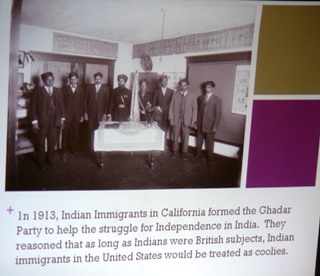 + In 1913, Indian Immigrants in California formed the Ghadar
Party to help the struggle for Independence in India. They
reasoned that as long as Indians were British subjects, Indian
immigrants in the United States would be treated as coolies.